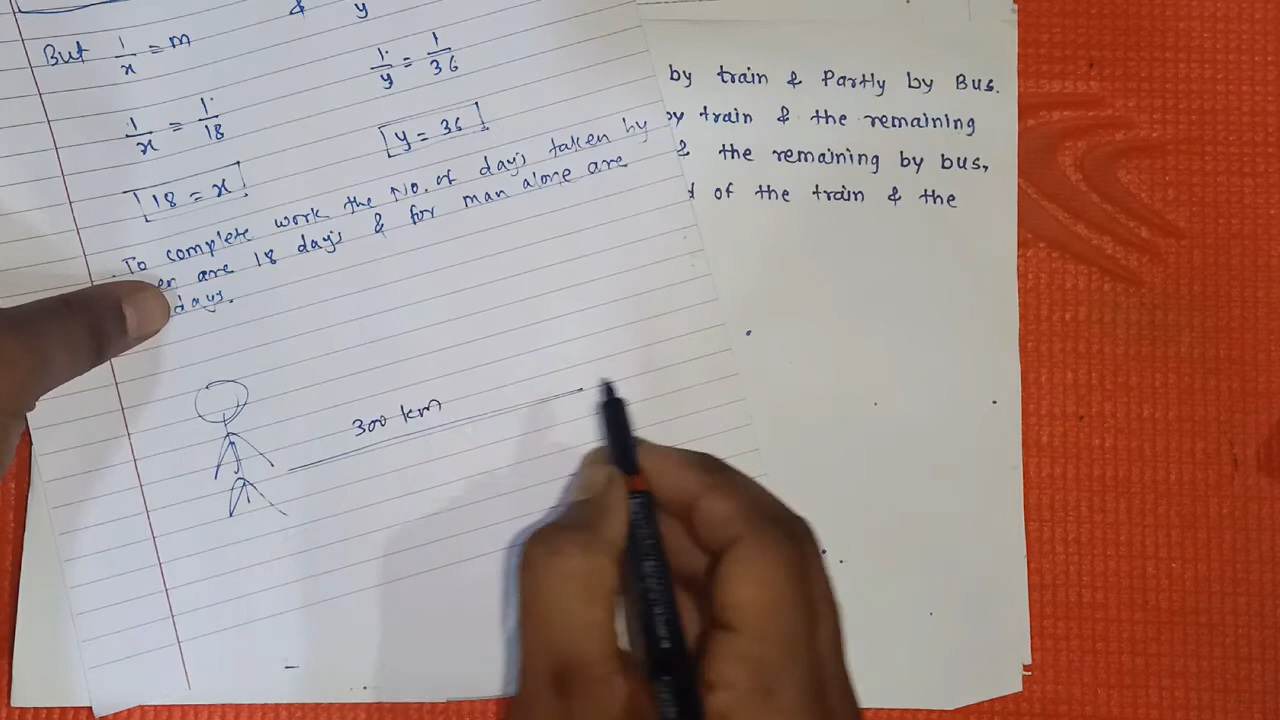 & y
But 1/x = m
1/y = 1/36
1/x = 1/18
y = 36
18 = x
To complete work the No. of days taken by
en are 18 days & for man alone are
days.
300 km
by train & Partly by Bus.
by train & the remaining
& the remaining by bus,
of the train & the